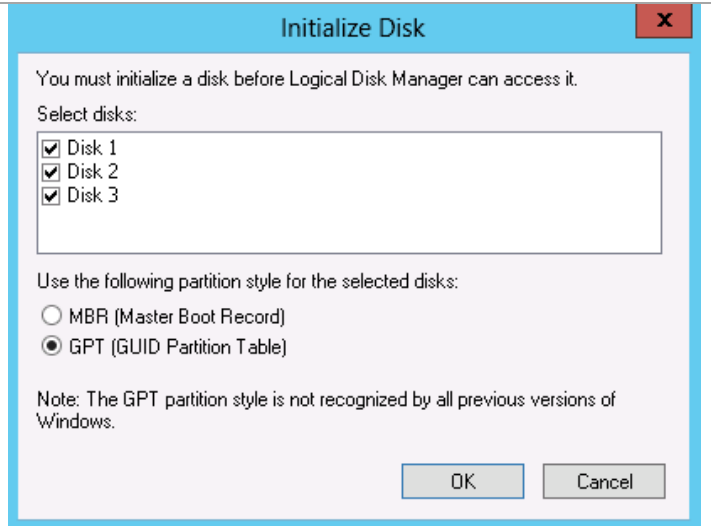 Initialize Disk
x
You must initialize a disk before Logical Disk Manager can access it.
Select disks:
Disk 1
Disk 2
Disk 3
Use the following partition style for the selected disks:
MBR (Master Boot Record)
GPT (GUID Partition Table)
Note: The GPT partition style is not recognized by all previous versions of
Windows.
OK Cancel